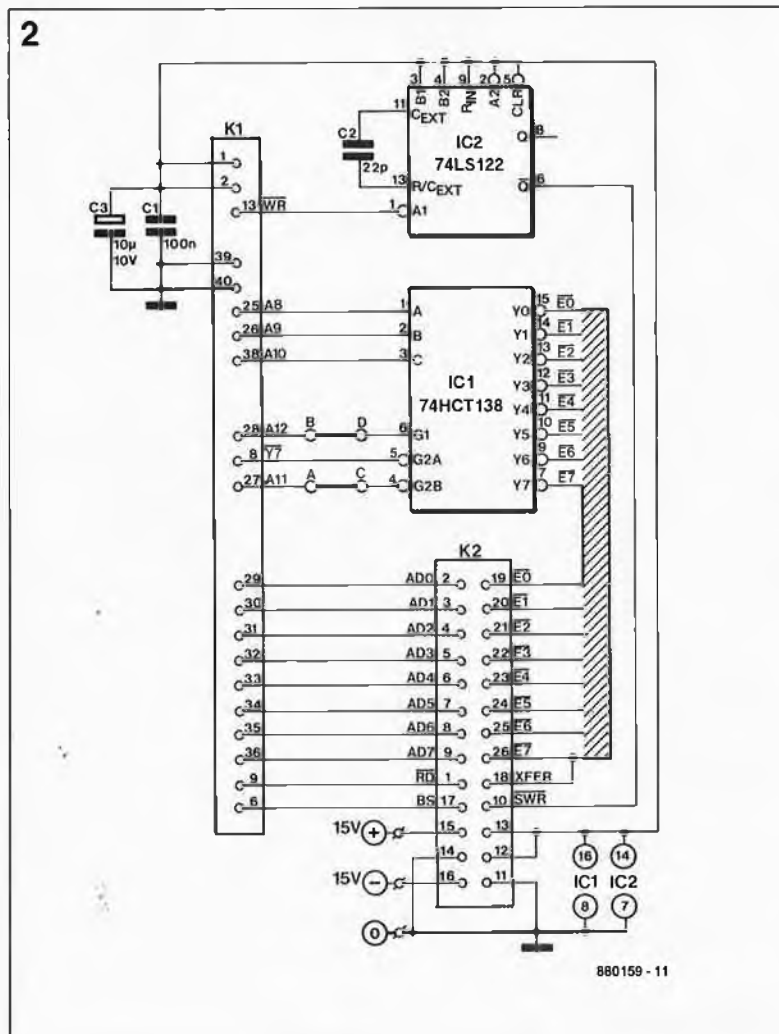 2
3 4 9 2 5
B1 B2 RIN A2 CLR
11 CEXT
K1
C2
22p
IC2
74LS122
Q 8
1
2
13 R/CEXT
Q 6
C3
10µ
10V
C1
100n
13 WR
1 A1
39
40
25 A8 1 A Y0 15 E0
26 A9 2 B Y1 14 E1
38 A10 3 C Y2 13 E2
IC1
74HCT138
Y3 12 E3
Y4 11 E4
28 A12 B D 6 G1 Y5 10 E5
8 Y7 5 G2A Y6 9 E6
27 A11 A C 4 G2B Y7 7 E7
K2
29 AD0 2 19 E0
30 AD1 3 20 E1
31 AD2 4 21 E2
32 AD3 5 22 E3
33 AD4 6 23 E4
34 AD5 7 24 E5
35 AD6 8 25 E6
36 AD7 9 26 E7
9 RD 1 18 XFER
6 BS 17 10 SWR
15V + 15 13
14 12
15V − 16 11
0
16 14
IC1 IC2
8 7
880159 - 11